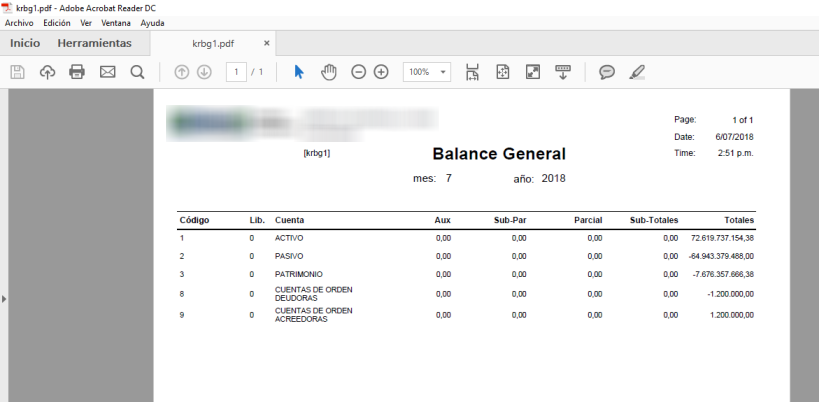 krbg1.pdf - Adobe Acrobat Reader DC
Archivo Edición Ver Ventana Ayuda
Inicio Herramientas krbg1.pdf ×
1 / 1 100%
Page: 1 of 1
Date: 6/07/2018
[krbg1] Balance General Time: 2:51 p.m.
mes: 7 año: 2018
Código Lib. Cuenta Aux Sub-Par Parcial Sub-Totales Totales
1 0 ACTIVO 0,00 0,00 0,00 0,00 72.619.737.154,38
2 0 PASIVO 0,00 0,00 0,00 0,00 -64.943.379.488,00
3 0 PATRIMONIO 0,00 0,00 0,00 0,00 -7.676.357.666,38
8 0 CUENTAS DE ORDEN
DEUDORAS 0,00 0,00 0,00 0,00 -1.200.000,00
9 0 CUENTAS DE ORDEN
ACREEDORAS 0,00 0,00 0,00 0,00 1.200.000,00